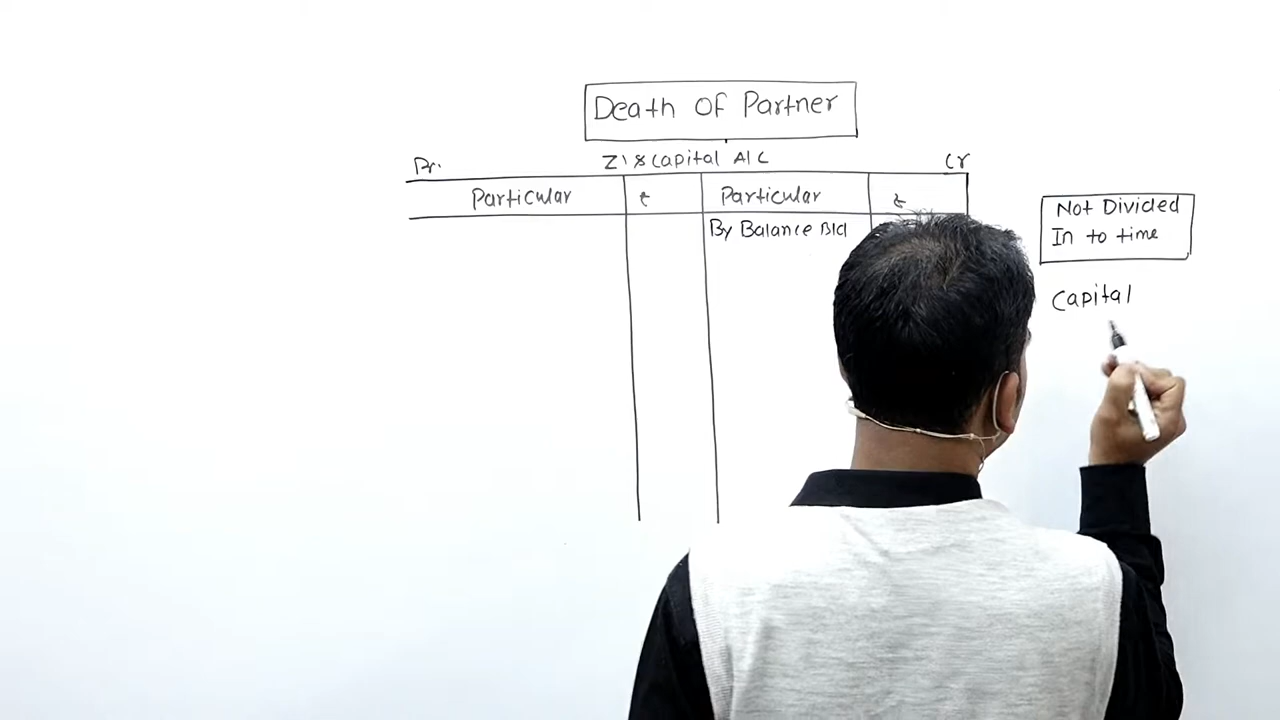 Death Of Partner
Dr. Z's Capital A/C Cr
Particular ₹ Particular ₹
By Balance B/d
Not Divided
In to time
Capital